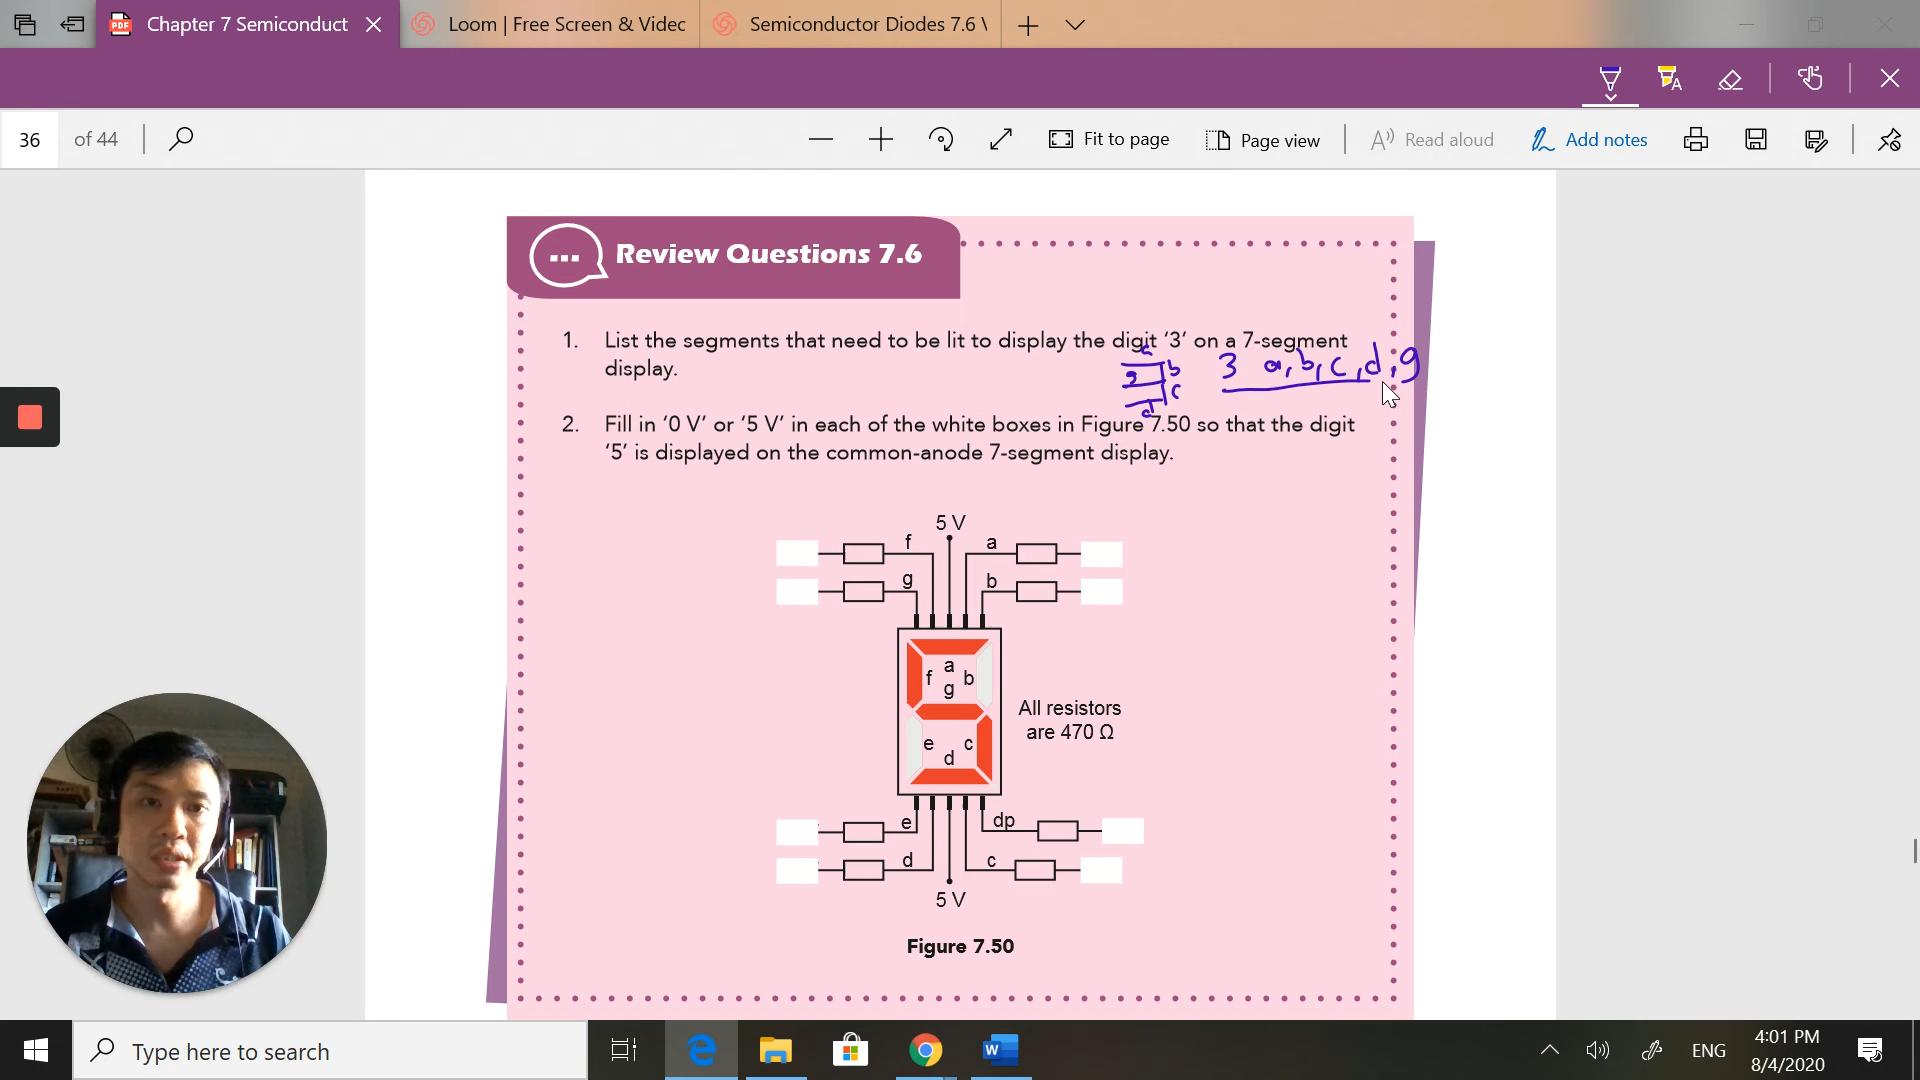 Chapter 7 Semiconduct
Loom | Free Screen & Videc
Semiconductor Diodes 7.6 V
36 of 44
Fit to page
Page view
Read aloud
Add notes
Review Questions 7.6
1. List the segments that need to be lit to display the digit ‘3’ on a 7-segment
display.
a
g b
c
d
3 a, b, c, d, g
2. Fill in ‘0 V’ or ‘5 V’ in each of the white boxes in Figure 7.50 so that the digit
‘5’ is displayed on the common-anode 7-segment display.
5 V
f a
g b
a
f b
g
e c
d
All resistors
are 470 Ω
e dp
d c
5 V
Figure 7.50
Type here to search
ENG
4:01 PM
8/4/2020